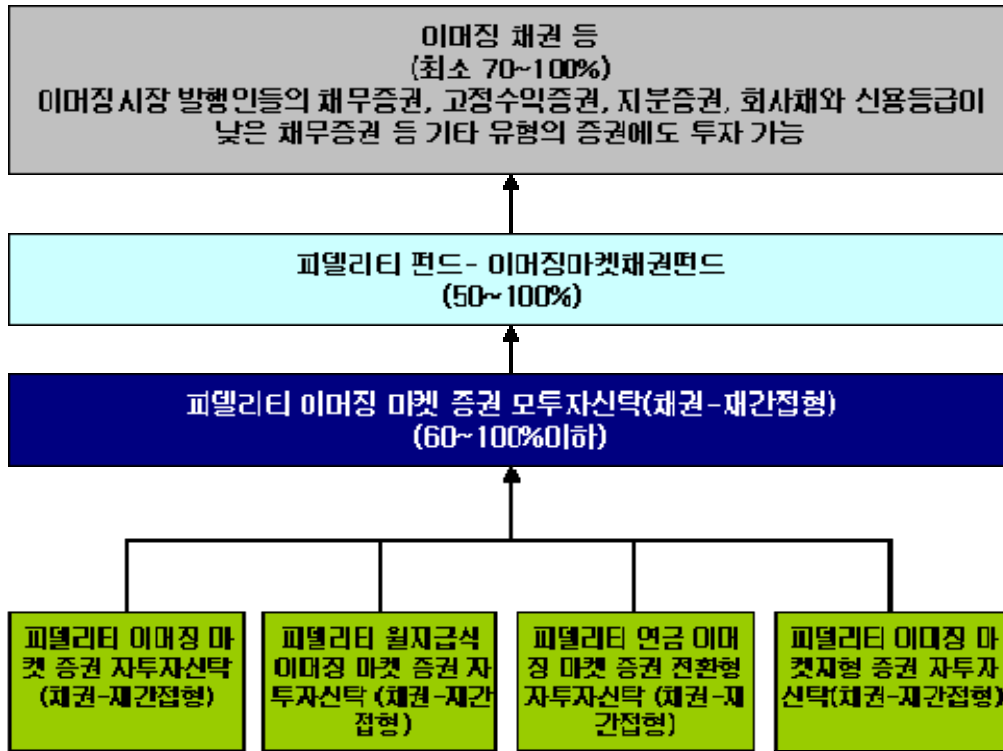 이머징 채권 등
(최소 70~100%)
이머징시장 발행인들의 채무증권, 고정수익증권, 지분증권, 회사채와 신용등급이
낮은 채무증권 등 기타 유형의 증권에도 투자 가능
피델리티 펀드- 이머징마켓채권펀드
(50~100%)
피델리티 이머징 마켓 증권 모투자신탁(채권-재간접형)
(60~100%이하)
피델리티 이머징 마
켓 증권 자투자신탁
(채권-재간접형)
피델리티 월지급식
이머징 마켓 증권 자
투자신탁 (채권-재간
접형)
피델리티 연금 이머
징 마켓 증권 전환형
자투자신탁 (채권-재
간접형)
피델리티 이머징 마
켓 증권 자투자
신탁(채권-재간접형)